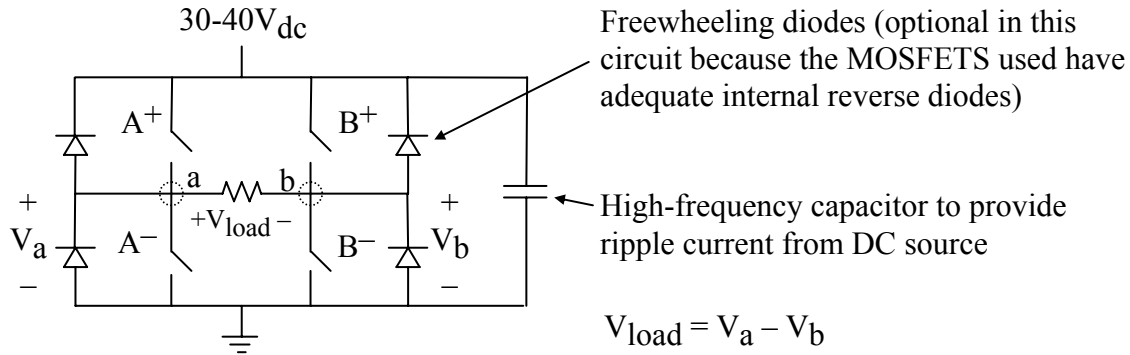 30-40Vdc
Freewheeling diodes (optional in this
circuit because the MOSFETS used have
adequate internal reverse diodes)
A+
B+
a
b
+Vload –
+
Va
–
A–
B–
+
Vb
–
High-frequency capacitor to provide
ripple current from DC source
Vload = Va – Vb